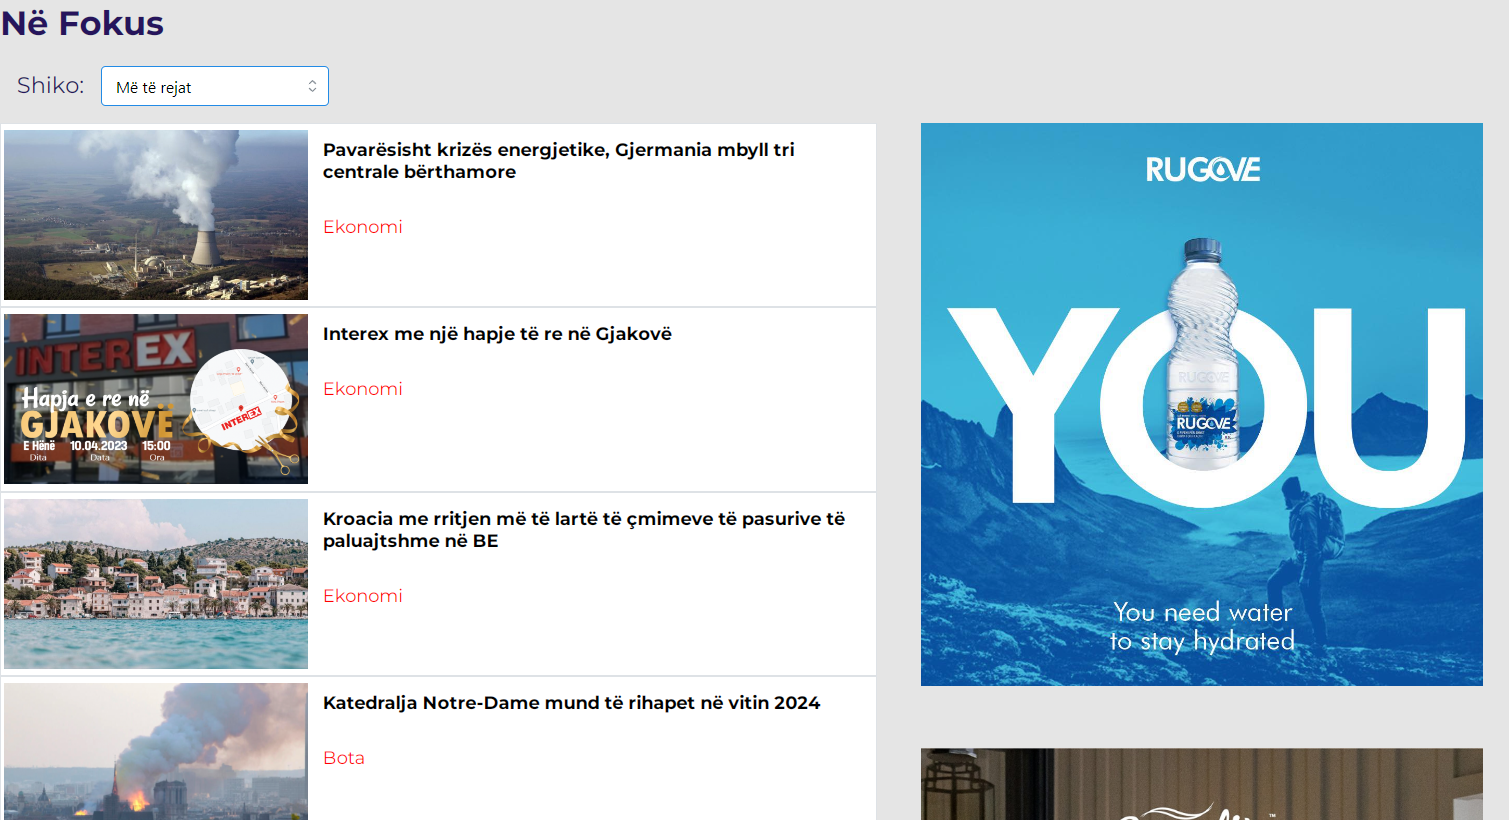 Në Fokus
Shiko:
Më të rejat
Pavarësisht krizës energjetike, Gjermania mbyll tri
centrale bërthamore
Ekonomi
INTEREX
Hapja e re në
GJAKOVË
E Hënë 10.04.2023 15:00
Dita Data Ora
INTEREX
Interex me një hapje të re në Gjakovë
Ekonomi
Kroacia me rritjen më të lartë të çmimeve të pasurive të
paluajtshme në BE
Ekonomi
Katedralja Notre-Dame mund të rihapet në vitin 2024
Bota
RUGOVE
YOU
RUGOVE
RUGOVE
You need water
to stay hydrated